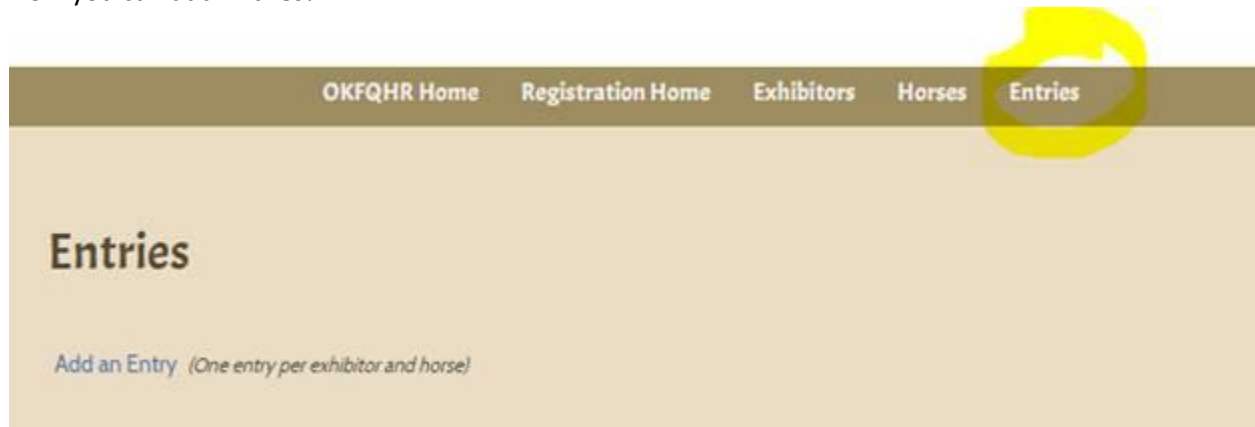 OKFQHR Home Registration Home Exhibitors Horses Entries
Entries
Add an Entry (One entry per exhibitor and horse)